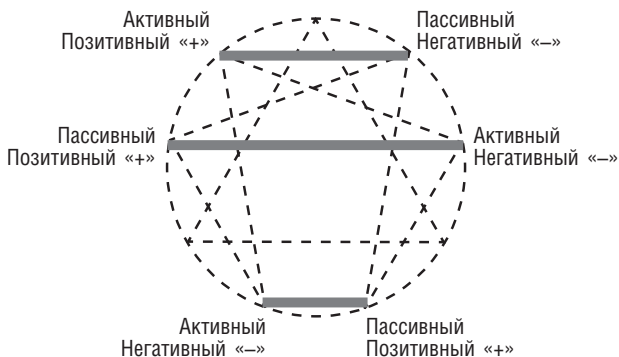 Активный
Позитивный «+»
Пассивный
Негативный «–»
Пассивный
Позитивный «+»
Активный
Негативный «–»
Активный
Негативный «–»
Пассивный
Позитивный «+»